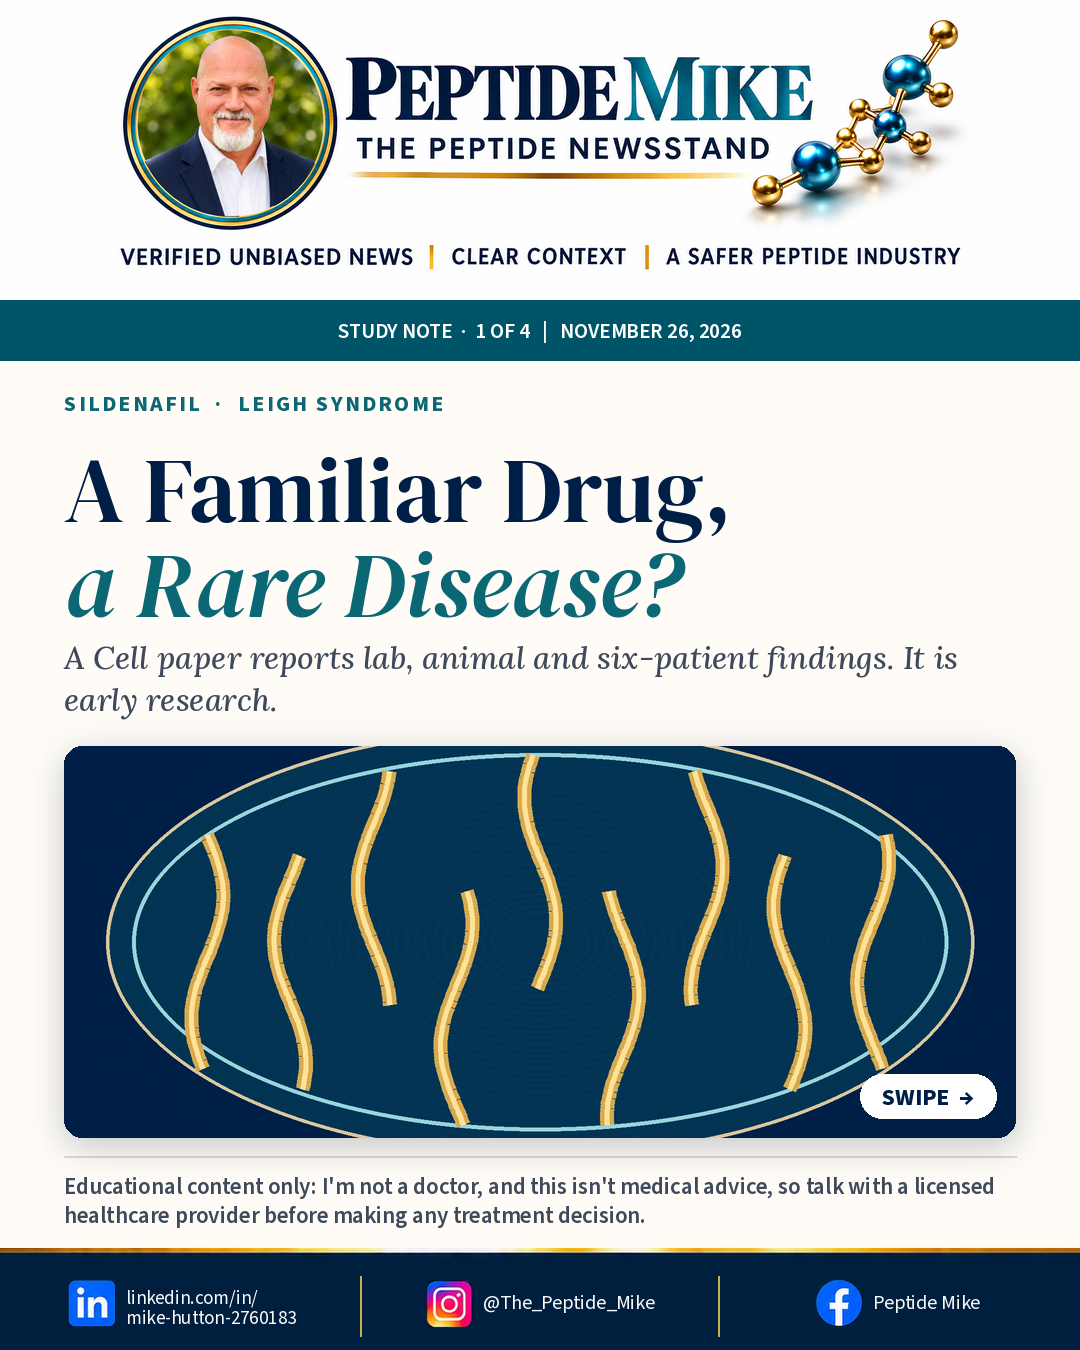 PEPTIDEMIKE
THE PEPTIDE NEWSSTAND
VERIFIED UNBIASED NEWS | CLEAR CONTEXT | A SAFER PEPTIDE INDUSTRY
STUDY NOTE · 1 OF 4 | NOVEMBER 26, 2026
SILDENAFIL · LEIGH SYNDROME
A Familiar Drug,
a Rare Disease?
A Cell paper reports lab, animal and six-patient findings. It is
early research.
SWIPE →
Educational content only: I'm not a doctor, and this isn't medical advice, so talk with a licensed
healthcare provider before making any treatment decision.
linkedin.com/in/
mike-hutton-2760183
@The_Peptide_Mike
Peptide Mike